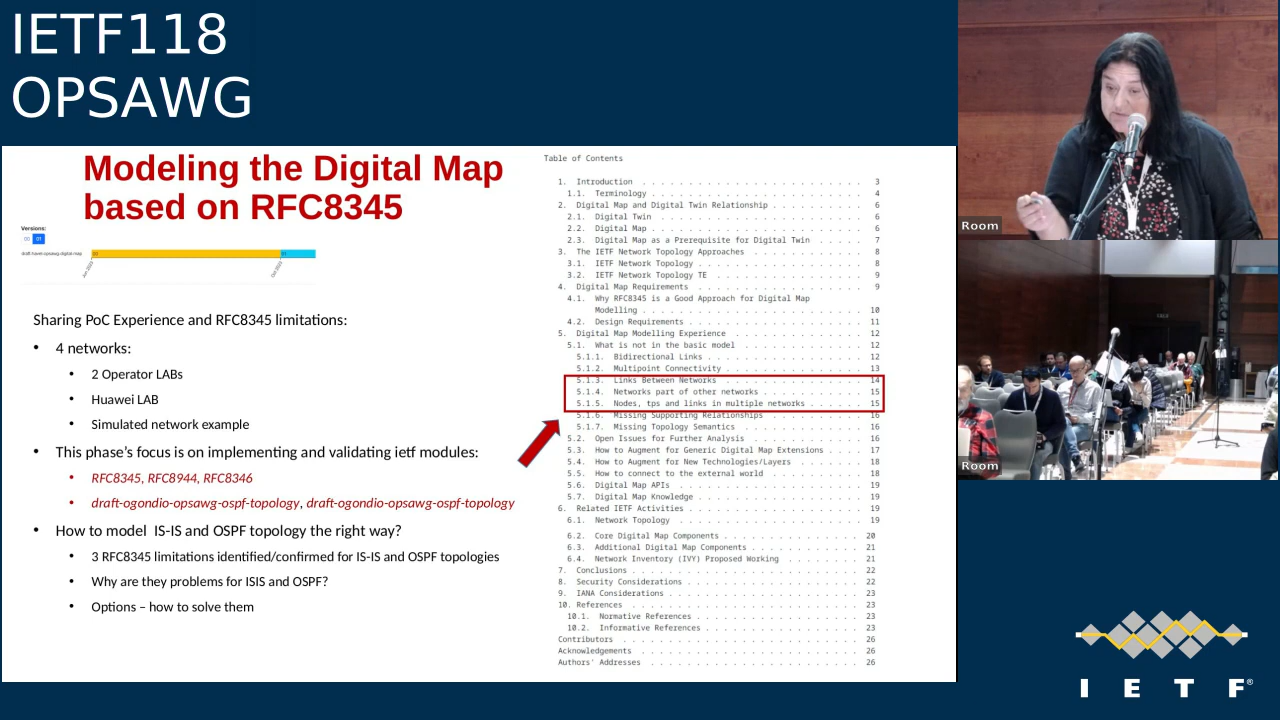 IETF118
OPSAWG
Modeling the Digital Map
based on RFC8345
Versions:
00 01
draft-havel-opsawg-digital-map
00 01
Jun 2023 Oct 2023
Sharing PoC Experience and RFC8345 limitations:
• 4 networks:
• 2 Operator LABs
• Huawei LAB
• Simulated network example
• This phase's focus is on implementing and validating ietf modules:
• RFC8345, RFC8944, RFC8346
• draft-ogondio-opsawg-ospf-topology, draft-ogondio-opsawg-ospf-topology
• How to model IS-IS and OSPF topology the right way?
• 3 RFC8345 limitations identified/confirmed for IS-IS and OSPF topologies
• Why are they problems for ISIS and OSPF?
• Options – how to solve them
Table of Contents
1. Introduction . . . . . . . . . . . . . . . . . . . . . . . . 3
1.1. Terminology . . . . . . . . . . . . . . . . . . . . . . . 4
2. Digital Map and Digital Twin Relationship . . . . . . . . . . 6
2.1. Digital Twin . . . . . . . . . . . . . . . . . . . . . . 6
2.2. Digital Map . . . . . . . . . . . . . . . . . . . . . . . 6
2.3. Digital Map as a Prerequisite for Digital Twin . . . . . 7
3. The IETF Network Topology Approaches . . . . . . . . . . . . 8
3.1. IETF Network Topology . . . . . . . . . . . . . . . . . . 8
3.2. IETF Network Topology TE . . . . . . . . . . . . . . . . 9
4. Digital Map Requirements . . . . . . . . . . . . . . . . . . 9
4.1. Why RFC8345 is a Good Approach for Digital Map
Modelling . . . . . . . . . . . . . . . . . . . . . . . . 10
4.2. Design Requirements . . . . . . . . . . . . . . . . . . . 11
5. Digital Map Modelling Experience . . . . . . . . . . . . . . 12
5.1. What is not in the basic model . . . . . . . . . . . . . 12
5.1.1. Bidirectional Links . . . . . . . . . . . . . . . . . 12
5.1.2. Multipoint Connectivity . . . . . . . . . . . . . . . 13
5.1.3. Links Between Networks . . . . . . . . . . . . . . . 14
5.1.4. Networks part of other networks . . . . . . . . . . . 15
5.1.5. Nodes, tps and links in multiple networks . . . . . . 15
5.1.6. Missing Supporting Relationships . . . . . . . . . . 16
5.1.7. Missing Topology Semantics . . . . . . . . . . . . . 16
5.2. Open Issues for Further Analysis . . . . . . . . . . . . 16
5.3. How to Augment for Generic Digital Map Extensions . . . . 17
5.4. How to Augment for New Technologies/Layers . . . . . . . 18
5.5. How to connect to the external world . . . . . . . . . . 18
5.6. Digital Map APIs . . . . . . . . . . . . . . . . . . . . 19
5.7. Digital Map Knowledge . . . . . . . . . . . . . . . . . . 19
6. Related IETF Activities . . . . . . . . . . . . . . . . . . . 19
6.1. Network Topology . . . . . . . . . . . . . . . . . . . . 19
6.2. Core Digital Map Components . . . . . . . . . . . . . . . 20
6.3. Additional Digital Map Components . . . . . . . . . . . . 21
6.4. Network Inventory (IVY) Proposed Working . . . . . . . . 21
7. Conclusions . . . . . . . . . . . . . . . . . . . . . . . . . 22
8. Security Considerations . . . . . . . . . . . . . . . . . . . 22
9. IANA Considerations . . . . . . . . . . . . . . . . . . . . . 23
10. References . . . . . . . . . . . . . . . . . . . . . . . . . 23
10.1. Normative References . . . . . . . . . . . . . . . . . . 23
10.2. Informative References . . . . . . . . . . . . . . . . . 23
Contributors . . . . . . . . . . . . . . . . . . . . . . . . . . 26
Acknowledgements . . . . . . . . . . . . . . . . . . . . . . . . 26
Authors' Addresses . . . . . . . . . . . . . . . . . . . . . . . 26
Room
Room
I E T F®